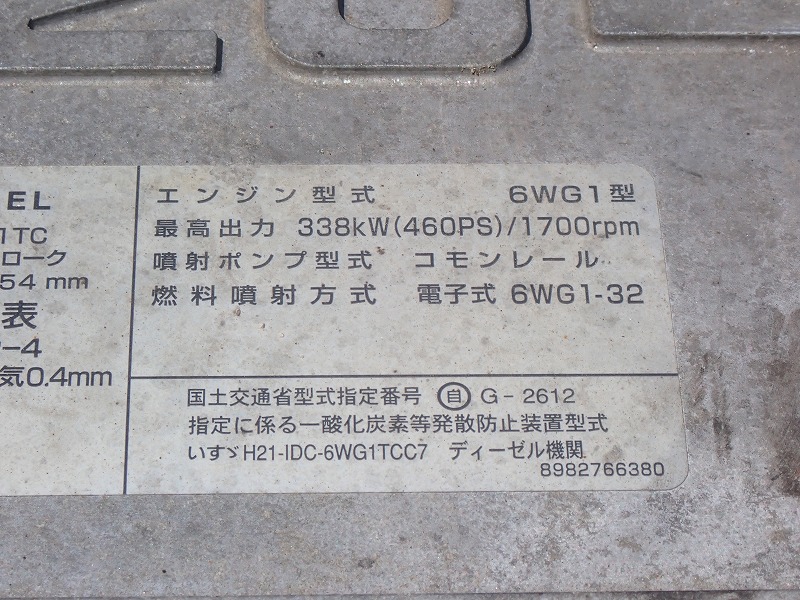 EL
1TC
ローク
54 mm
表
-4
気0.4mm
エンジン型式 6WG1型
最高出力 338kW(460PS)/1700rpm
噴射ポンプ型式 コモンレール
燃料噴射方式 電子式 6WG1-32
国土交通省型式指定番号 自 G-2612
指定に係る一酸化炭素等発散防止装置型式
いすゞH21-IDC-6WG1TCC7 ディーゼル機関
8982766380